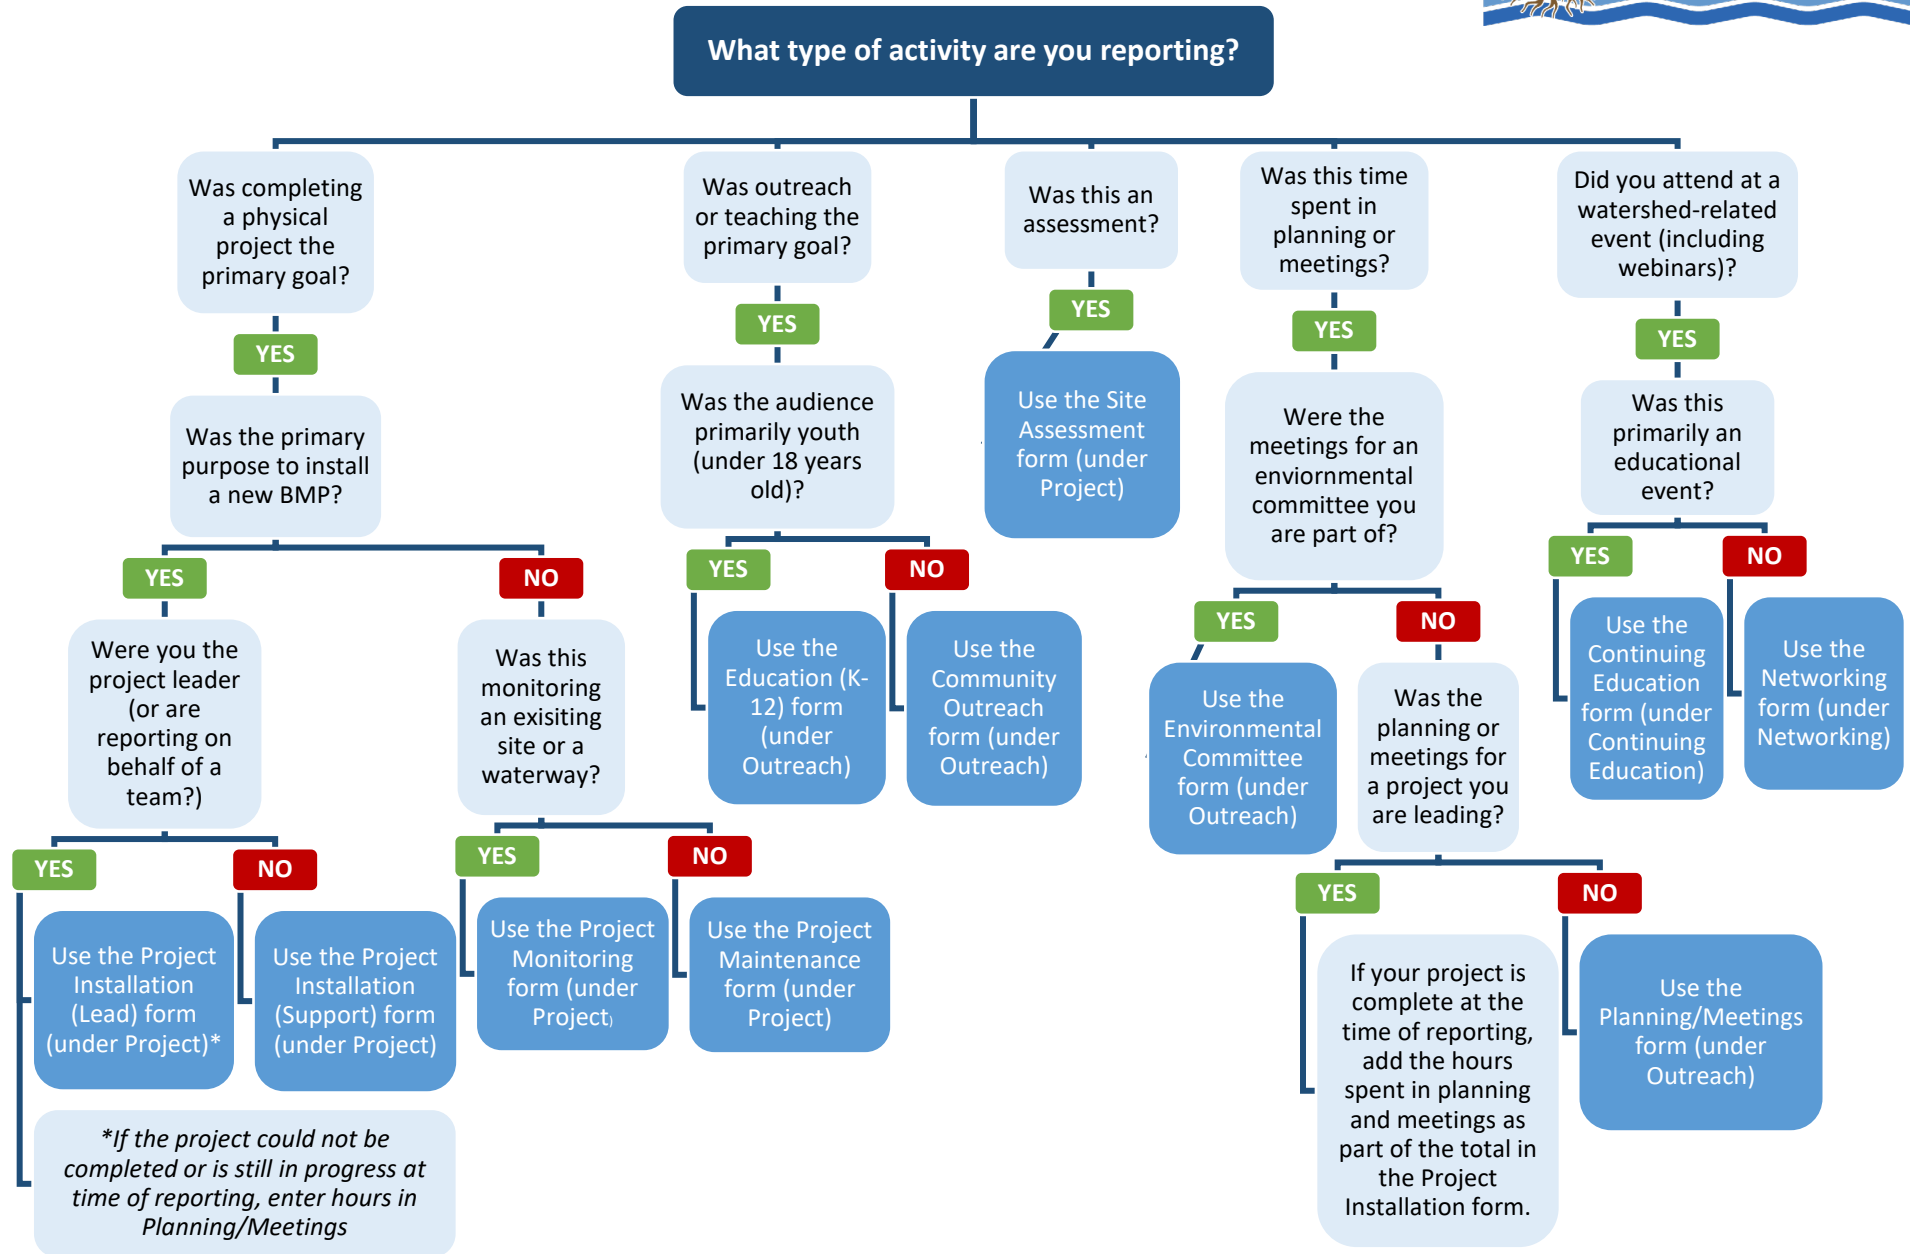 What type of activity are you reporting?
Was completing
a physical
project the
primary goal?
YES
Was the primary
purpose to install
a new BMP?
YES
Were you the
project leader
(or are
reporting on
behalf of a
team?)
YES
Use the Project
Installation
(Lead) form
(under Project)*
*If the project could not be
completed or is still in progress at
time of reporting, enter hours in
Planning/Meetings
NO
Use the Project
Installation
(Support) form
(under Project)
NO
Was this
monitoring
an exisiting
site or a
waterway?
YES
Use the Project
Monitoring
form (under
Project)
NO
Use the Project
Maintenance
form (under
Project)
Was outreach
or teaching the
primary goal?
YES
Was the audience
primarily youth
(under 18 years
old)?
YES
Use the
Education (K-
12) form
(under
Outreach)
NO
Use the
Community
Outreach
form (under
Outreach)
Was this an
assessment?
YES
Use the Site
Assessment
form (under
Project)
Was this time
spent in
planning or
meetings?
YES
Were the
meetings for an
enviornmental
committee you
are part of?
YES
Use the
Environmental
Committee
form (under
Outreach)
NO
Was the
planning or
meetings for
a project you
are leading?
YES
If your project is
complete at the
time of reporting,
add the hours
spent in planning
and meetings as
part of the total in
the Project
Installation form.
NO
Use the
Planning/Meetings
form (under
Outreach)
Did you attend at a
watershed-related
event (including
webinars)?
YES
Was this
primarily an
educational
event?
YES
Use the
Continuing
Education
form (under
Continuing
Education)
NO
Use the
Networking
form (under
Networking)